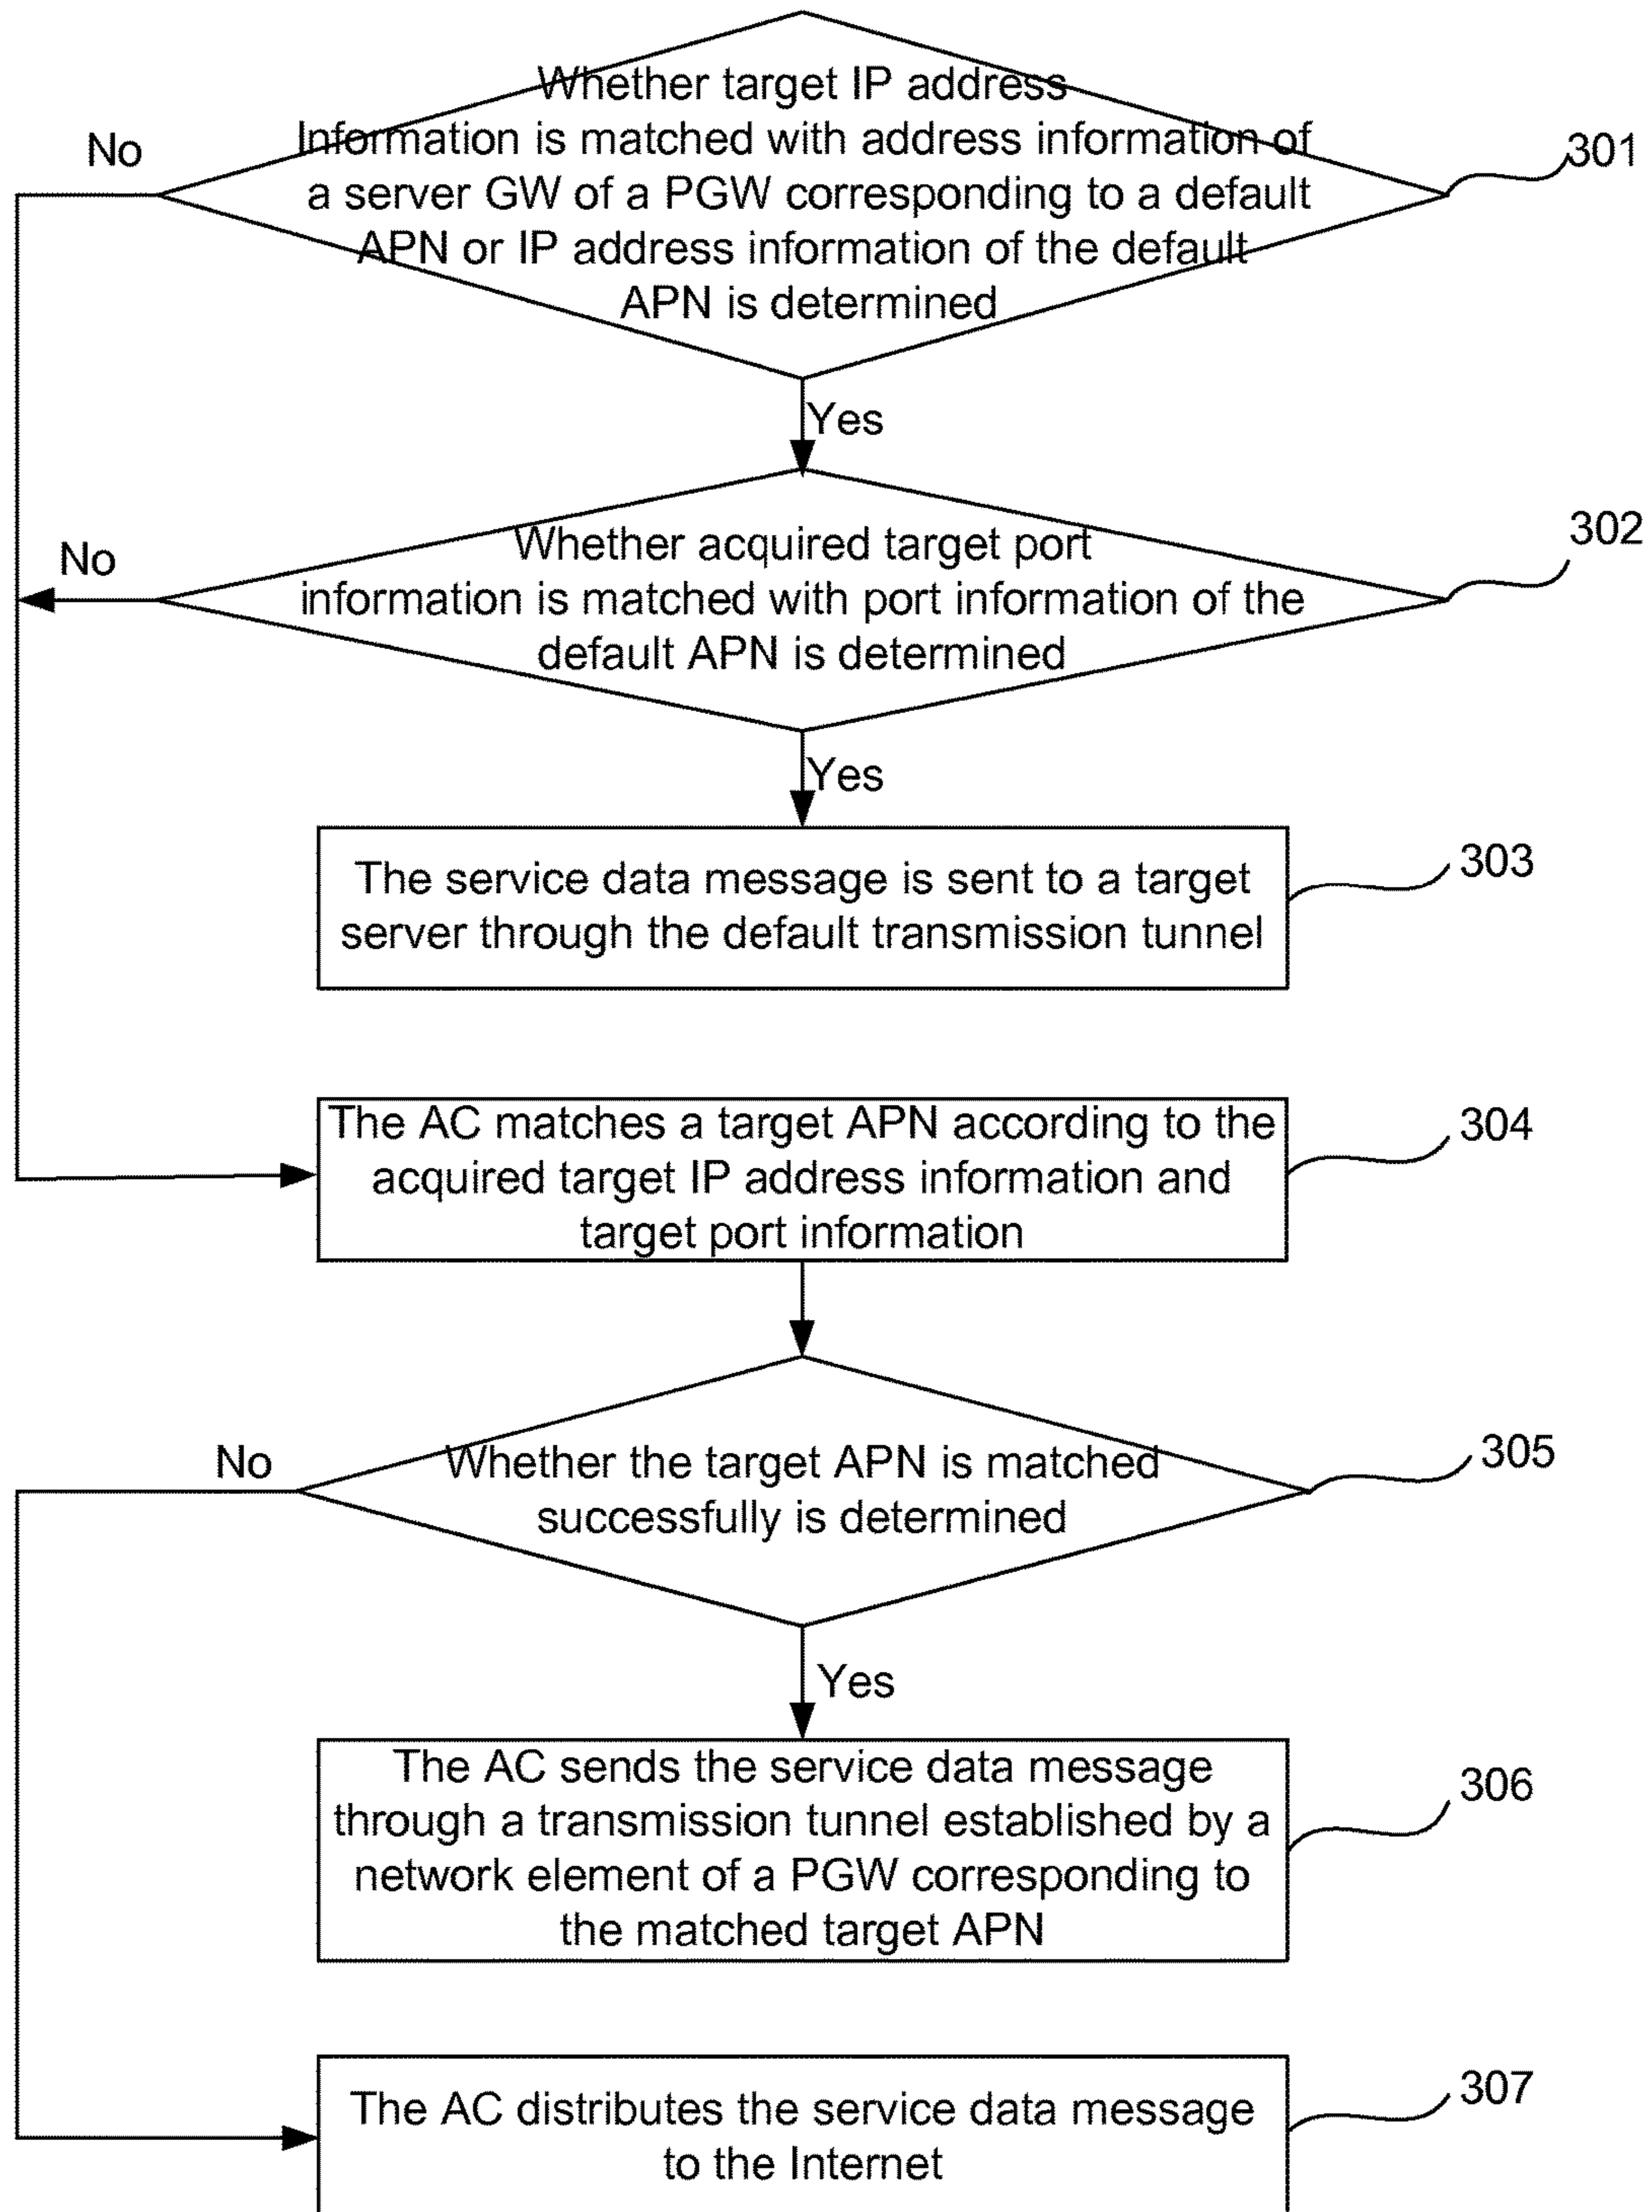 Whether target IP address
Information is matched with address information of
a server GW of a PGW corresponding to a default
APN or IP address information of the default
APN is determined
No
301
Yes
Whether acquired target port
information is matched with port information of the
default APN is determined
No
302
Yes
The service data message is sent to a target
server through the default transmission tunnel
303
The AC matches a target APN according to the
acquired target IP address information and
target port information
304
Whether the target APN is matched
successfully is determined
No
305
Yes
The AC sends the service data message
through a transmission tunnel established by a
network element of a PGW corresponding to
the matched target APN
306
The AC distributes the service data message
to the Internet
307